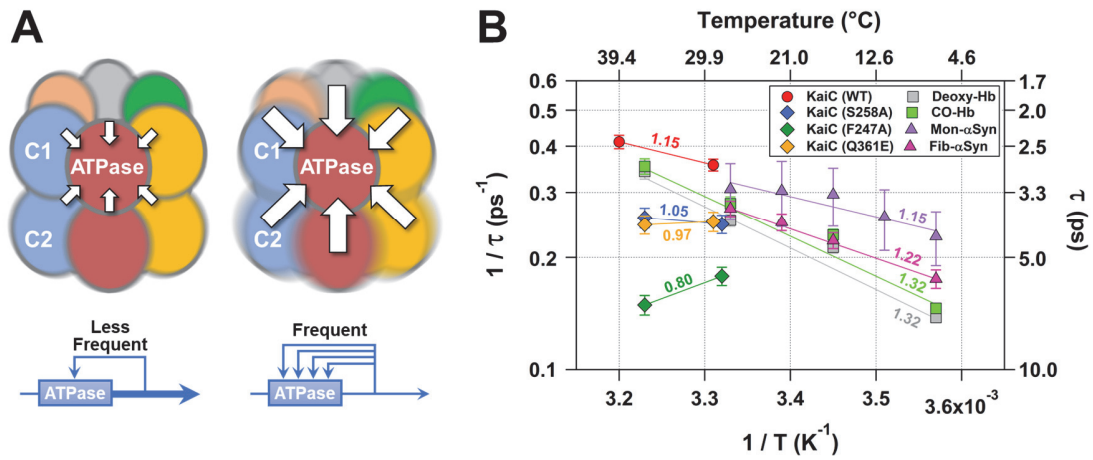 A
C1
ATPase
C2
C1
ATPase
C2
Less
Frequent
ATPase
Frequent
ATPase
B
Temperature (°C)
39.4 29.9 21.0 12.6 4.6
0.6
0.5
0.4
0.3
0.2
0.1
1 / τ (ps-1)
1.7
2.0
2.5
3.3
5.0
10.0
τ (ps)
KaiC (WT) Deoxy-Hb
KaiC (S258A) CO-Hb
KaiC (F247A) Mon-αSyn
KaiC (Q361E) Fib-αSyn
1.15
1.05
0.97
0.80
1.15
1.22
1.32
1.32
3.2 3.3 3.4 3.5 3.6x10-3
1 / T (K-1)